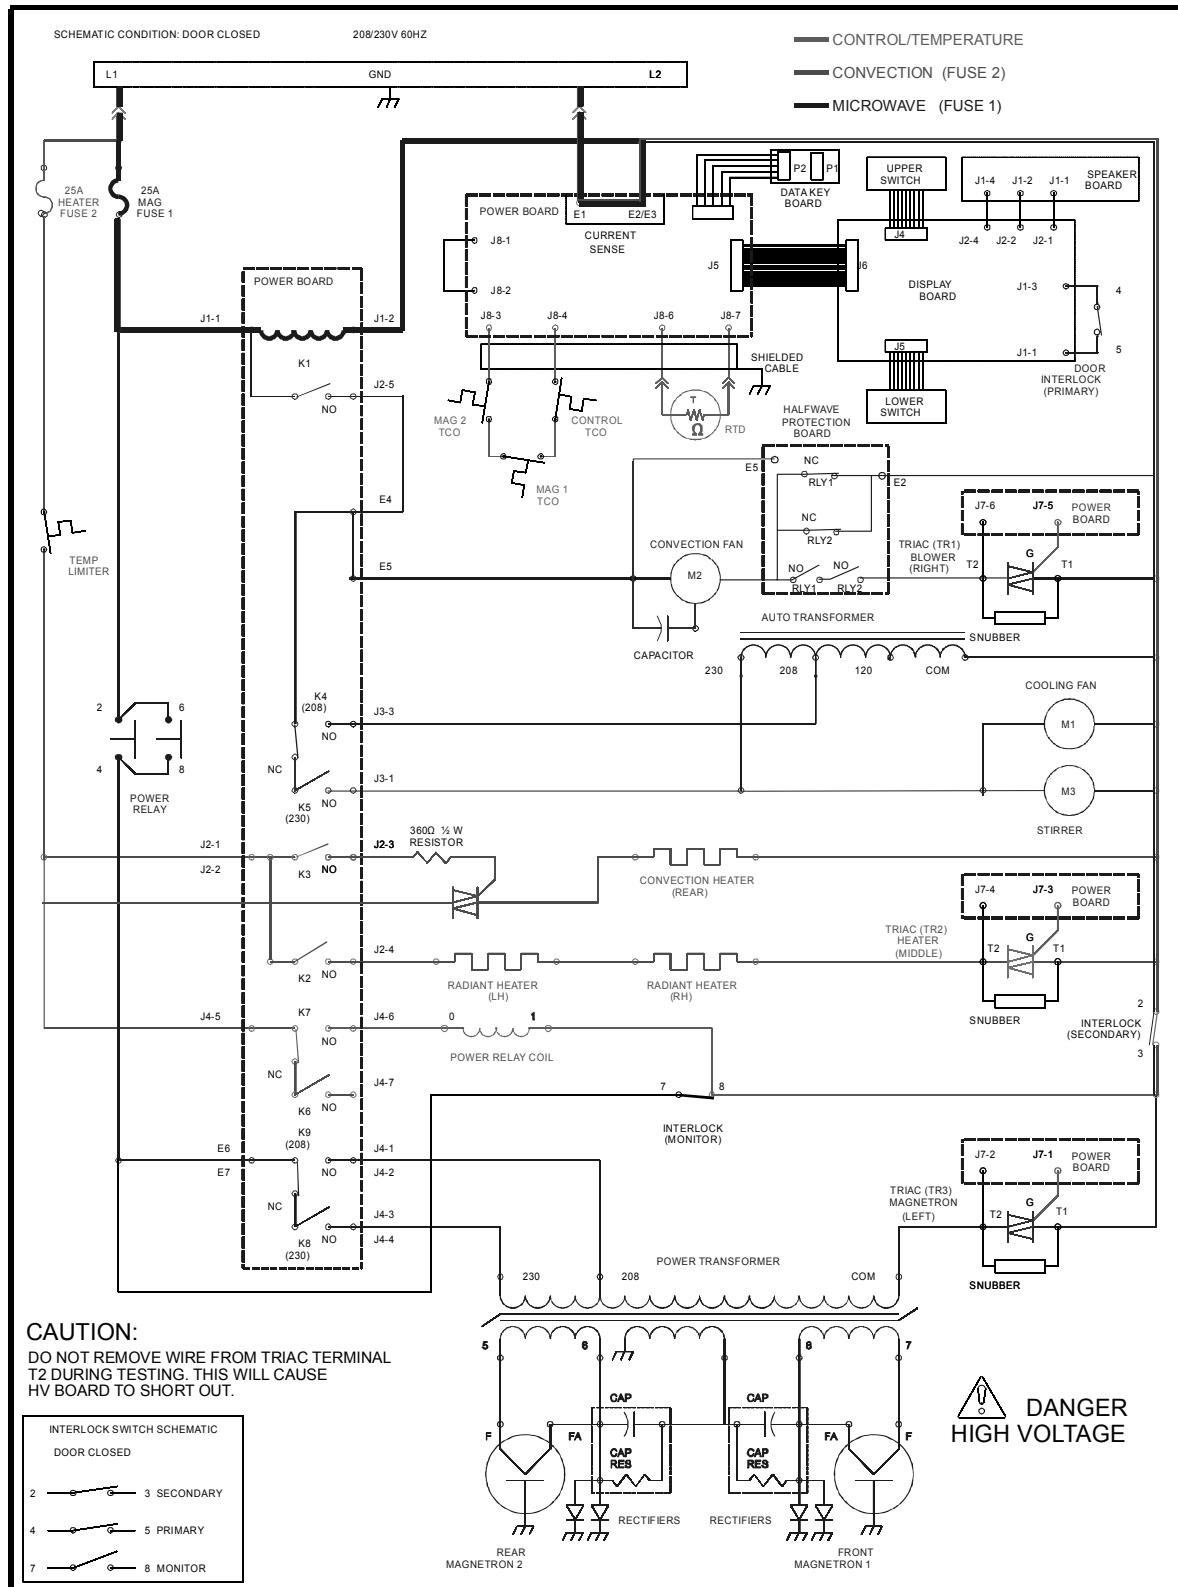 SCHEMATIC CONDITION: DOOR CLOSED
208/230V 60HZ
CONTROL/TEMPERATURE
CONVECTION (FUSE 2)
MICROWAVE (FUSE 1)
L1
GND
L2
25A
HEATER
FUSE 2
25A
MAG
FUSE 1
POWER BOARD
E1
E2/E3
CURRENT
SENSE
J8-1
J8-2
J8-3
J8-4
J8-6
J8-7
J5
J6
P2
P1
DATA KEY
BOARD
UPPER
SWITCH
J4
J1-4
J1-2
J1-1
SPEAKER
BOARD
J2-4
J2-2
J2-1
DISPLAY
BOARD
J1-3
4
J1-1
5
J5
LOWER
SWITCH
DOOR
INTERLOCK
(PRIMARY)
POWER BOARD
J1-1
J1-2
K1
NO
J2-5
SHIELDED
CABLE
MAG 2
TCO
CONTROL
TCO
MAG 1
TCO
T
Ω
RTD
HALFWAVE
PROTECTION
BOARD
E5
NC
RLY1
E2
NC
RLY2
NO
NO
RLY1
RLY2
E4
E5
TEMP
LIMITER
CONVECTION FAN
M2
CAPACITOR
TRIAC (TR1)
BLOWER
(RIGHT)
J7-6
J7-5
POWER
BOARD
T2
G
T1
SNUBBER
AUTO TRANSFORMER
230
208
120
COM
COOLING FAN
M1
M3
STIRRER
2
6
4
8
POWER
RELAY
K4
(208)
NO
J3-3
NC
K5
(230)
NO
J3-1
J2-1
J2-2
K3
NO
J2-3
360Ω ½ W
RESISTOR
CONVECTION HEATER
(REAR)
K2
NO
J2-4
RADIANT HEATER
(LH)
RADIANT HEATER
(RH)
TRIAC (TR2)
HEATER
(MIDDLE)
J7-4
J7-3
POWER
BOARD
T2
G
T1
SNUBBER
2
INTERLOCK
(SECONDARY)
3
J4-5
K7
NO
J4-6
0
1
POWER RELAY COIL
NC
K6
NO
J4-7
7
8
INTERLOCK
(MONITOR)
E6
E7
K9
(208)
NO
J4-1
J4-2
NC
K8
(230)
NO
J4-3
J4-4
TRIAC (TR3)
MAGNETRON
(LEFT)
J7-2
J7-1
POWER
BOARD
T2
G
T1
SNUBBER
POWER TRANSFORMER
230
208
COM
5
6
8
7
CAP
CAP
F
FA
CAP
RES
CAP
RES
FA
F
RECTIFIERS
RECTIFIERS
REAR
MAGNETRON 2
FRONT
MAGNETRON 1
CAUTION:
DO NOT REMOVE WIRE FROM TRIAC TERMINAL
T2 DURING TESTING. THIS WILL CAUSE
HV BOARD TO SHORT OUT.
DANGER
HIGH VOLTAGE
INTERLOCK SWITCH SCHEMATIC
DOOR CLOSED
2 3 SECONDARY
4 5 PRIMARY
7 8 MONITOR